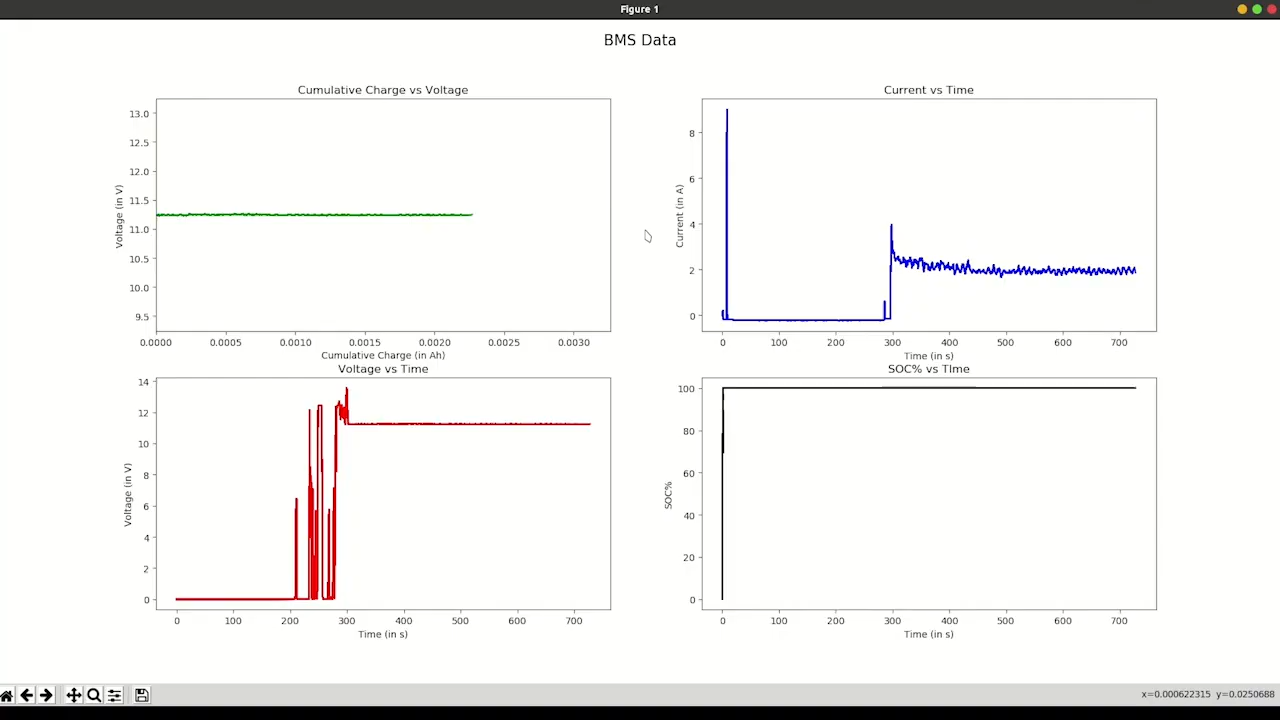 Figure 1
BMS Data
Cumulative Charge vs Voltage
Voltage (in V)
13.0
12.5
12.0
11.5
11.0
10.5
10.0
9.5
0.0000 0.0005 0.0010 0.0015 0.0020 0.0025 0.0030
Cumulative Charge (in Ah)
Current vs Time
Current (in A)
8
6
4
2
0
0 100 200 300 400 500 600 700
Time (in s)
Voltage vs Time
Voltage (in V)
14
12
10
8
6
4
2
0
0 100 200 300 400 500 600 700
Time (in s)
SOC% vs TIme
SOC%
100
80
60
40
20
0
0 100 200 300 400 500 600 700
Time (in s)
x=0.000622315 y=0.0250688